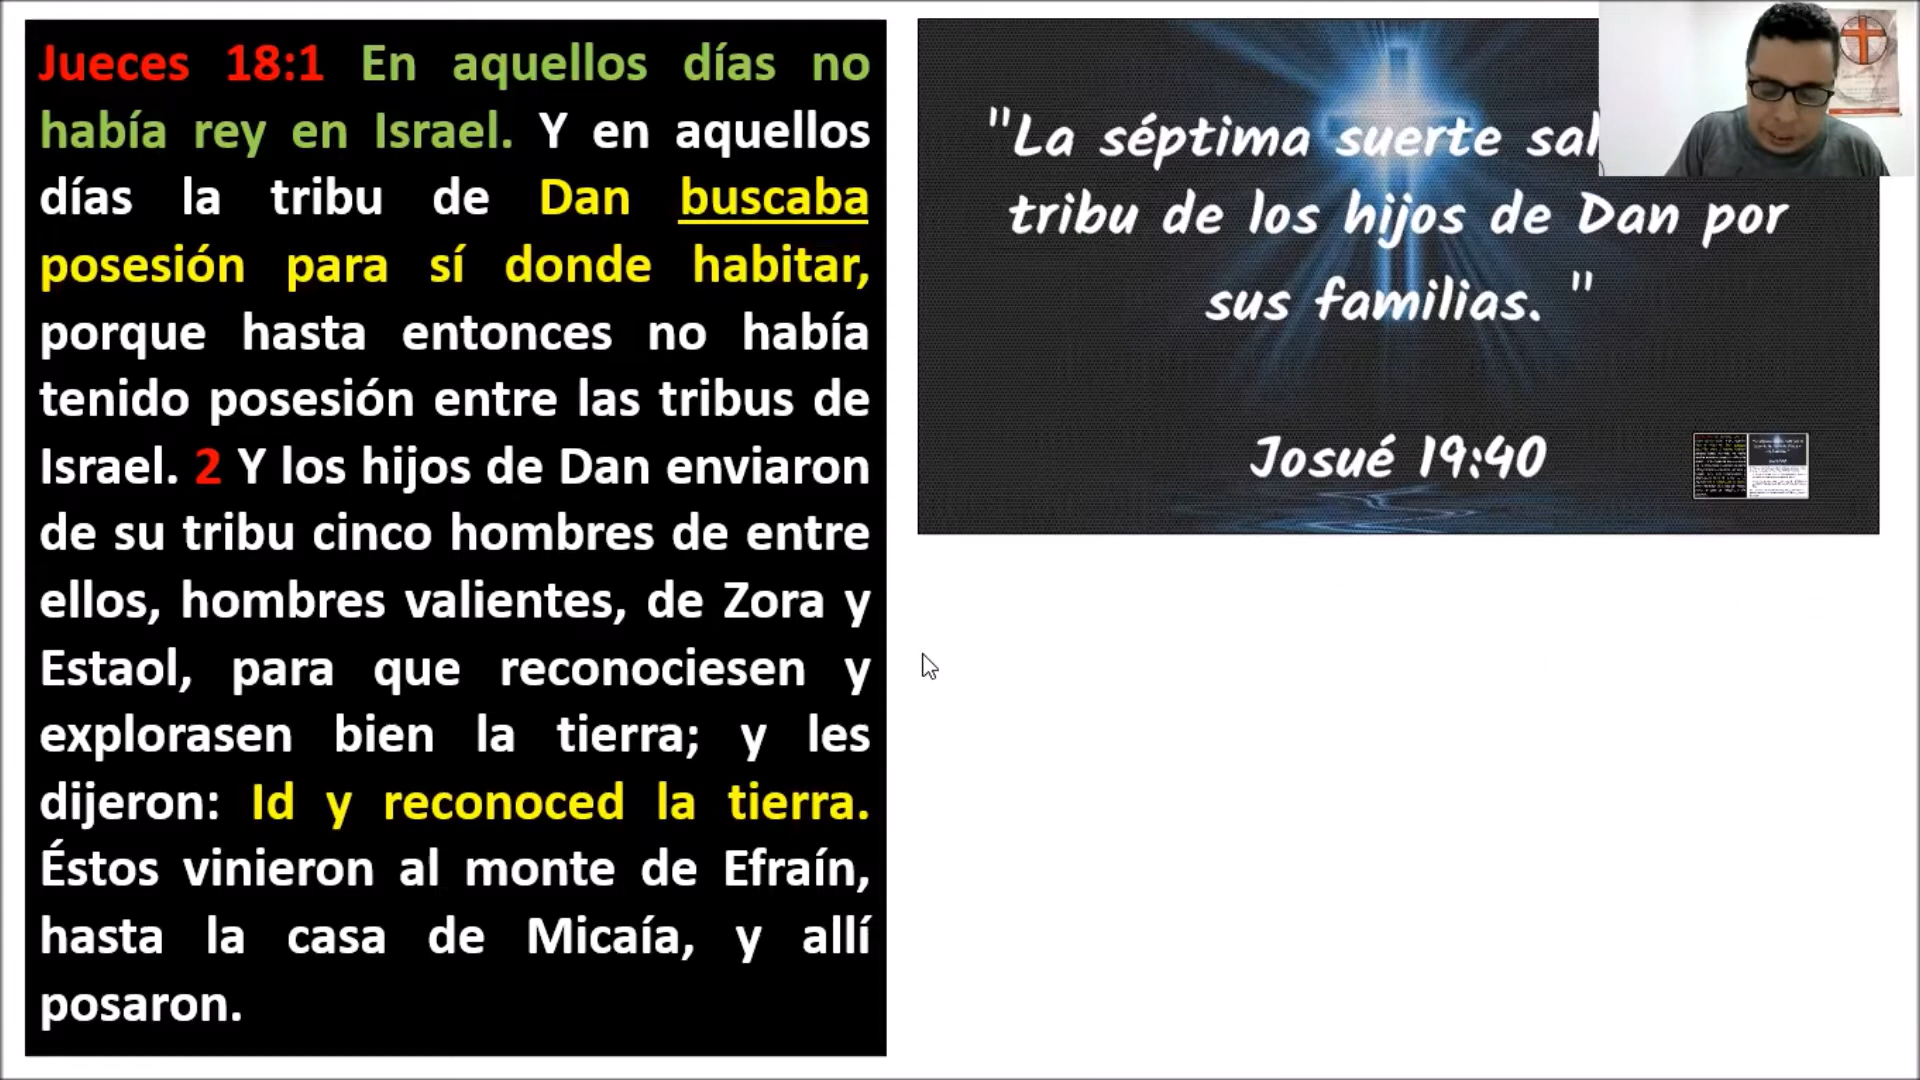 Jueces 18:1 En aquellos días no
había rey en Israel. Y en aquellos
días la tribu de Dan buscaba
posesión para sí donde habitar,
porque hasta entonces no había
tenido posesión entre las tribus de
Israel. 2 Y los hijos de Dan enviaron
de su tribu cinco hombres de entre
ellos, hombres valientes, de Zora y
Estaol, para que reconociesen y
explorasen bien la tierra; y les
dijeron: Id y reconoced la tierra.
Éstos vinieron al monte de Efraín,
hasta la casa de Micaía, y allí
posaron.
"La séptima suerte sal
tribu de los hijos de Dan por
sus familias. "
Josué 19:40